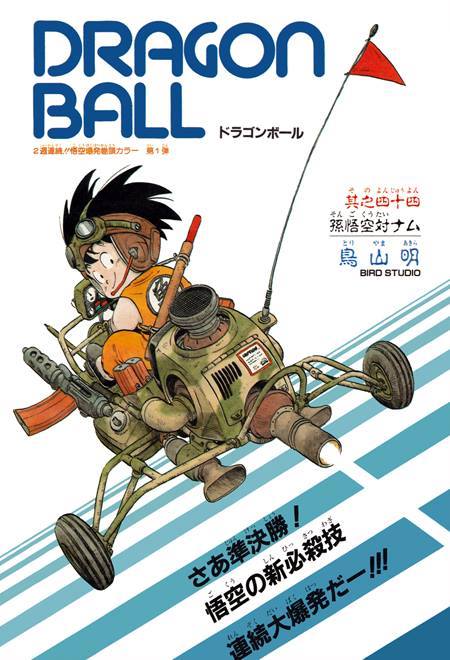 DRAGON
BALL
ドラゴンボール
2週連続!!悟空爆発巻頭カラー 第1弾
其之四十四
孫悟空対ナム
鳥山明
BIRD STUDIO
さあ準決勝!
悟空の新必殺技
連続大爆発だー!!!